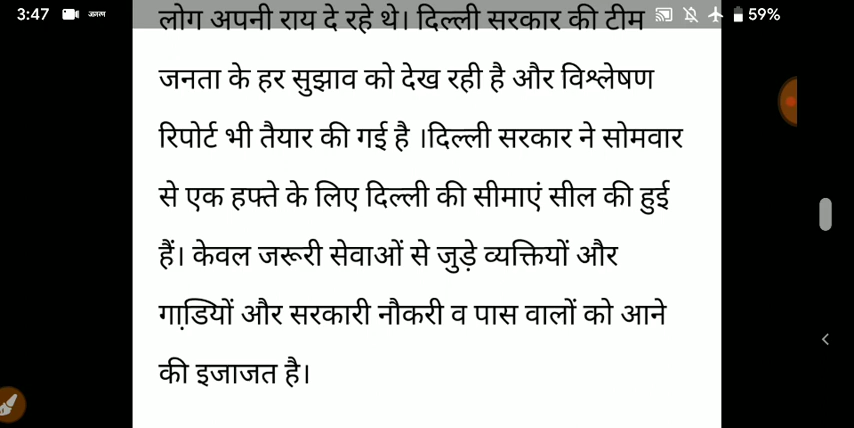 3:47 जागरण 59%
लोग अपनी राय दे रहे थे। दिल्ली सरकार की टीम
जनता के हर सुझाव को देख रही है और विश्लेषण
रिपोर्ट भी तैयार की गई है ।दिल्ली सरकार ने सोमवार
से एक हफ्ते के लिए दिल्ली की सीमाएं सील की हुई
हैं। केवल जरूरी सेवाओं से जुड़े व्यक्तियों और
गाडि़यों और सरकारी नौकरी व पास वालों को आने
की इजाजत है।